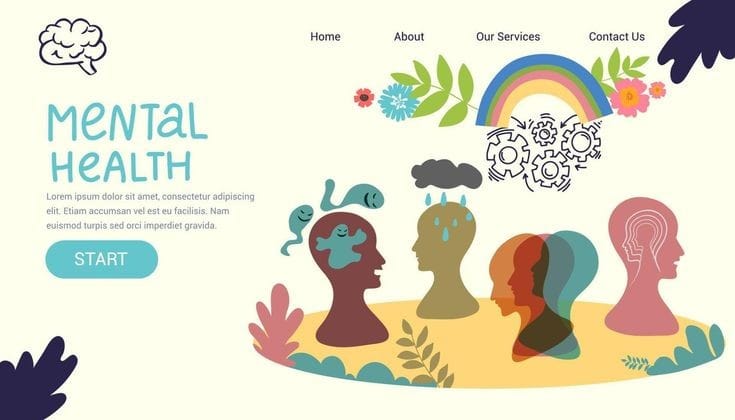 Home About Our Services Contact Us
Mental
Health
Lorem ipsum dolor sit amet, consectetur adipiscing
elit. Etiam accumsan vel est eu facilisis. Nam
euismod turpis sed orci imperdiet gravida.
START